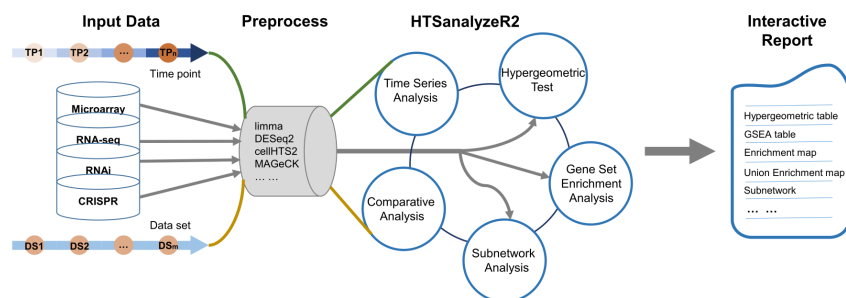 Input Data
Preprocess
HTSanalyzeR2
Interactive
Report
TP1 TP2 ... TPn
Time point
Microarray
RNA-seq
RNAi
CRISPR
Data set
DS1 DS2 ... DSm
limma
DESeq2
cellHTS2
MAGeCK
... ...
Time Series
Analysis
Hypergeometric
Test
Gene Set
Enrichment
Analysis
Subnetwork
Analysis
Comparative
Analysis
Hypergeometric table
GSEA table
Enrichment map
Union Enrichment map
Subnetwork
... ...